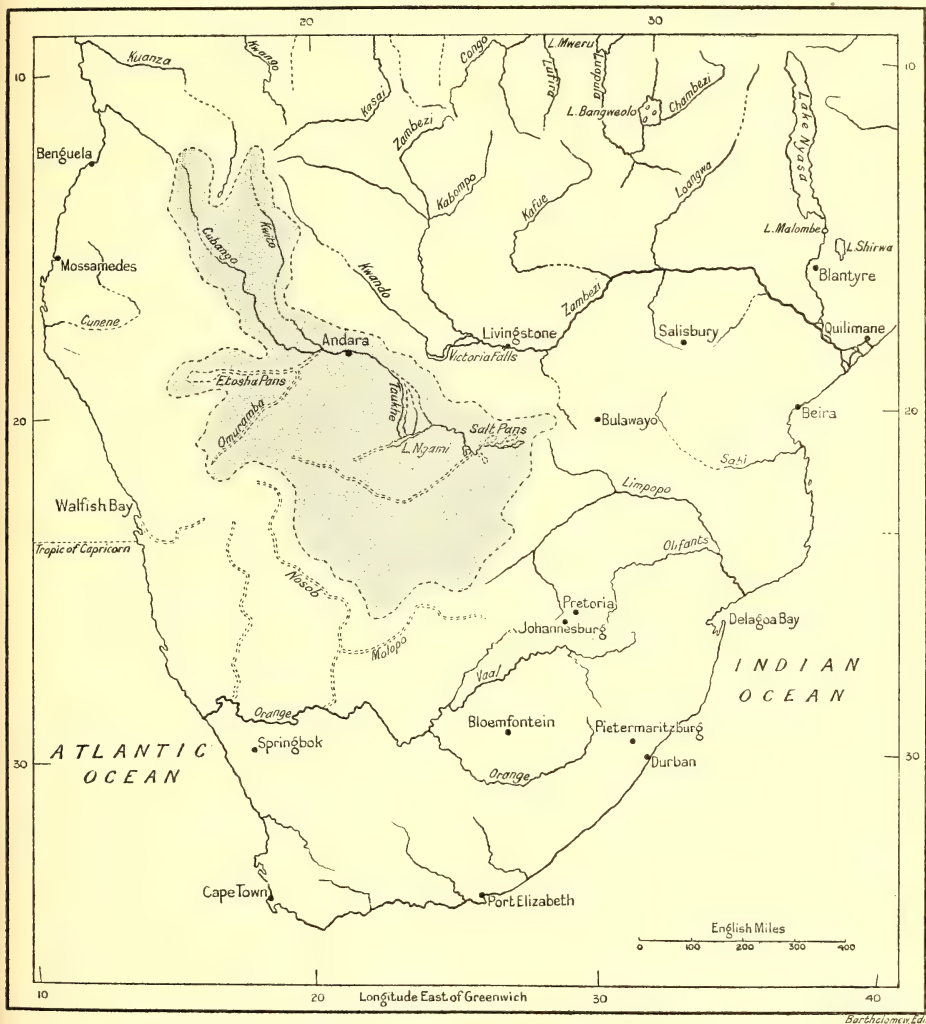 20
30
10
10
Kuanza
Kwango
Kasai
Congo
Zambezi
L.Mweru
Lufira
Luapula
L. Bangweolo
Chambezi
Lake Nyasa
Benguela
Kabompo
Kafue
Loangwa
Cubango
Kwito
L. Malombe
L. Shirwa
Mossamedes
Kwando
Blantyre
Cunene
Zambezi
Andara
Livingstone
Salisbury
Quilimane
Victoria Falls
Etosha Pans
Taukhe
Omuramba
20
20
Salt Pans
Bulawayo
Beira
L. Ngami
Sabi
Walfish Bay
Limpopo
Tropic of Capricorn
Olifants
Nosob
Pretoria
Johannesburg
Delagoa Bay
Molopo
Vaal
INDIAN
OCEAN
Orange
Bloemfontein
Pietermaritzburg
Springbok
ATLANTIC
OCEAN
Durban
30
30
Orange
Cape Town
Port Elizabeth
English Miles
0 100 200 300 400
10
20
Longitude East of Greenwich
30
40
Bartholomew, Edi